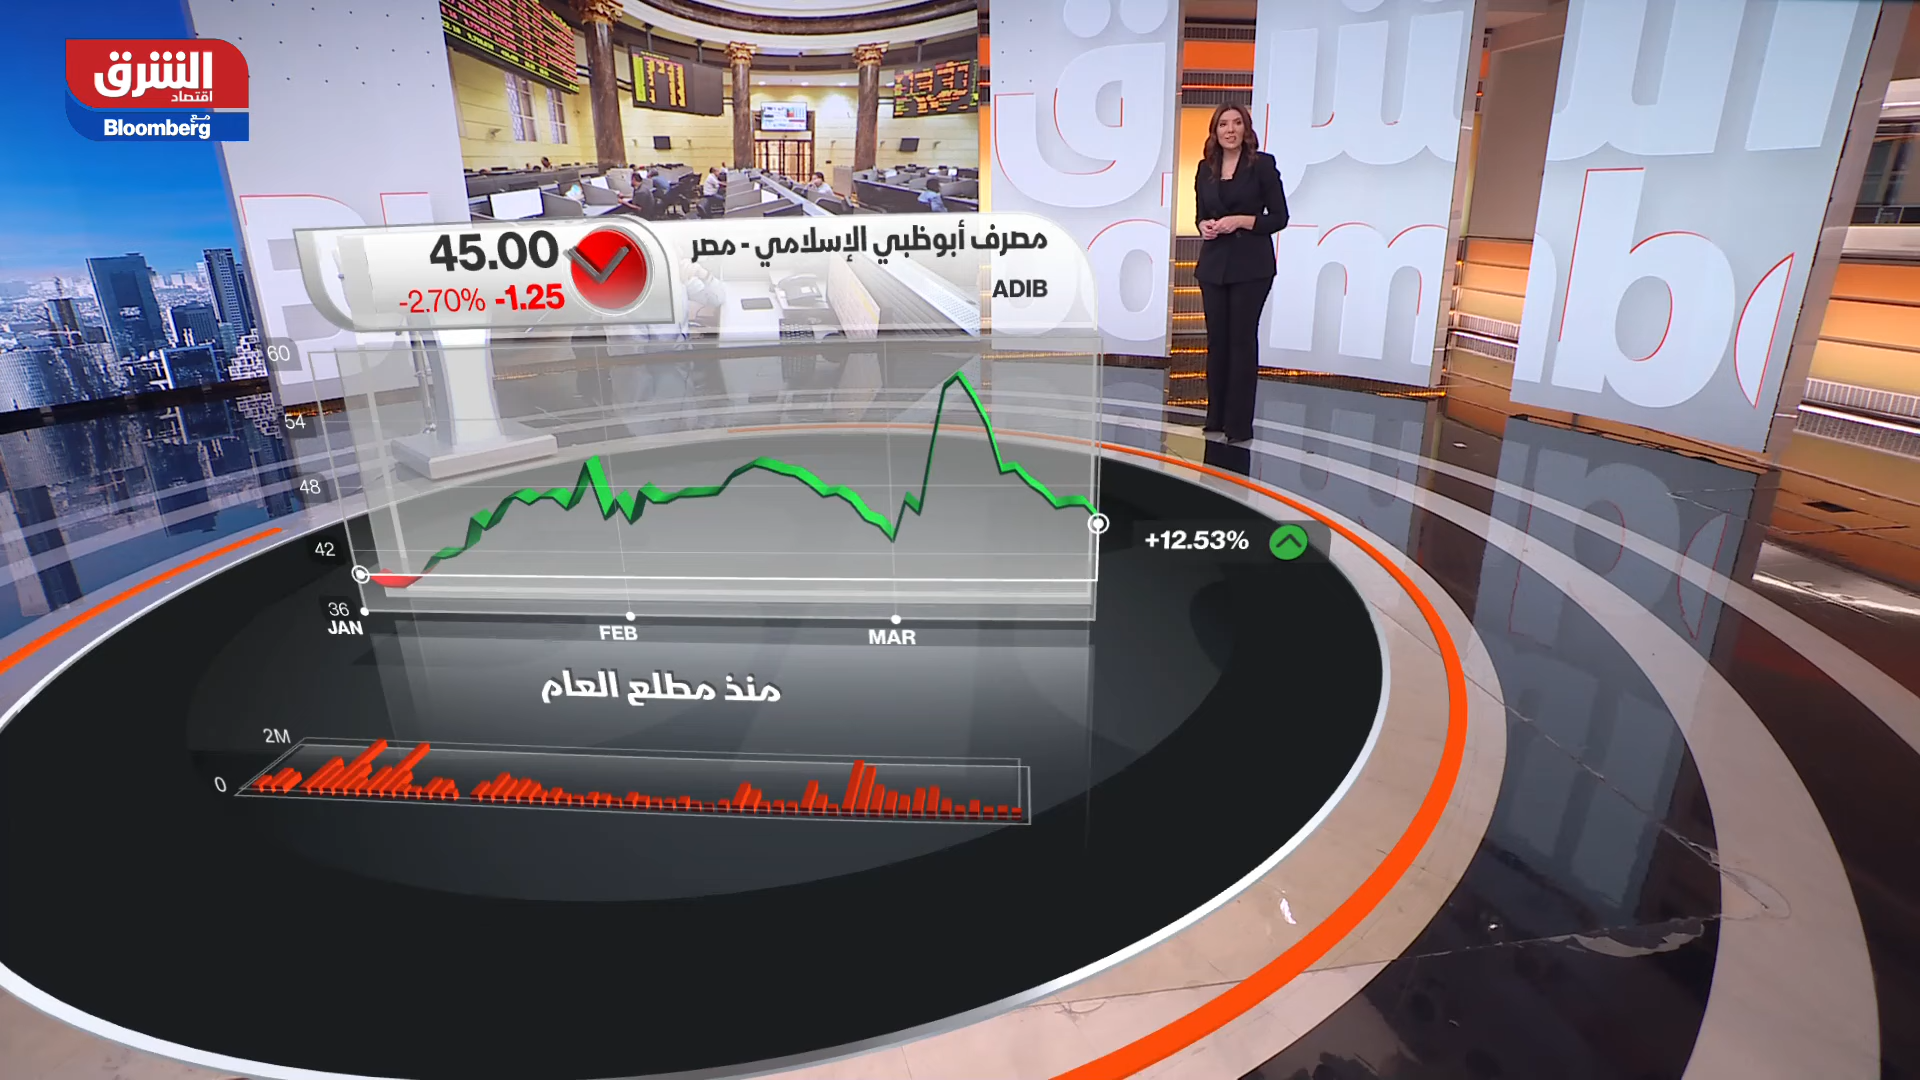 الشرق
اقتصاد
مع
Bloomberg
مصرف أبوظبي الإسلامي - مصر
ADIB
45.00
-2.70% -1.25
60
54
48
42
36
JAN
FEB
MAR
+12.53%
منذ مطلع العام
2M
0